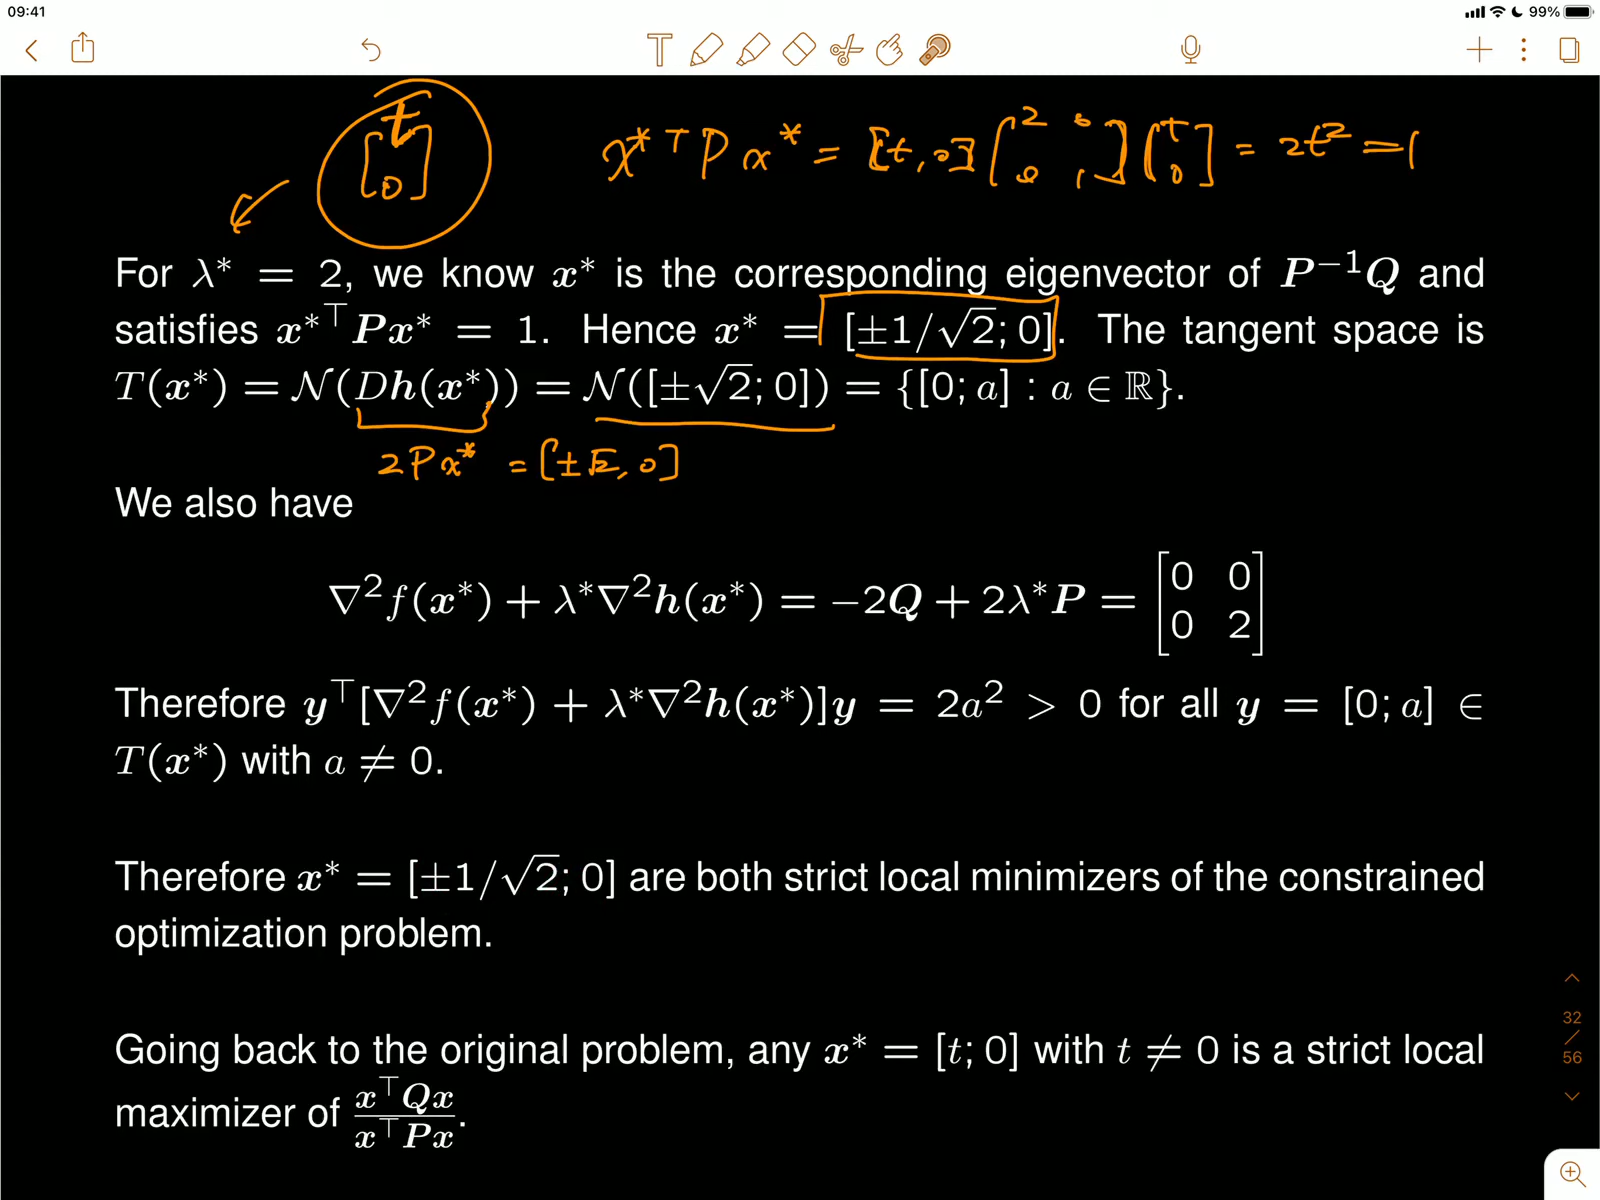 09:41
99%
T
[t; 0]
x*ᵀPx* = [t, 0] [2 0; 0 1] [t; 0] = 2t² = 1
For λ* = 2, we know x* is the corresponding eigenvector of P⁻¹Q and
satisfies x*ᵀPx* = 1. Hence x* = [±1/√2; 0]. The tangent space is
T(x*) = 𝒩(Dh(x*)) = 𝒩([±√2; 0]) = {[0; a] : a ∈ ℝ}.
2Px* = [±√2, 0]
We also have
∇²f(x*) + λ*∇²h(x*) = −2Q + 2λ*P = [0 0; 0 2]
Therefore yᵀ[∇²f(x*) + λ*∇²h(x*)]y = 2a² > 0 for all y = [0; a] ∈
T(x*) with a ≠ 0.
Therefore x* = [±1/√2; 0] are both strict local minimizers of the constrained
optimization problem.
Going back to the original problem, any x* = [t; 0] with t ≠ 0 is a strict local
maximizer of xᵀQx/xᵀPx.
32
/
56